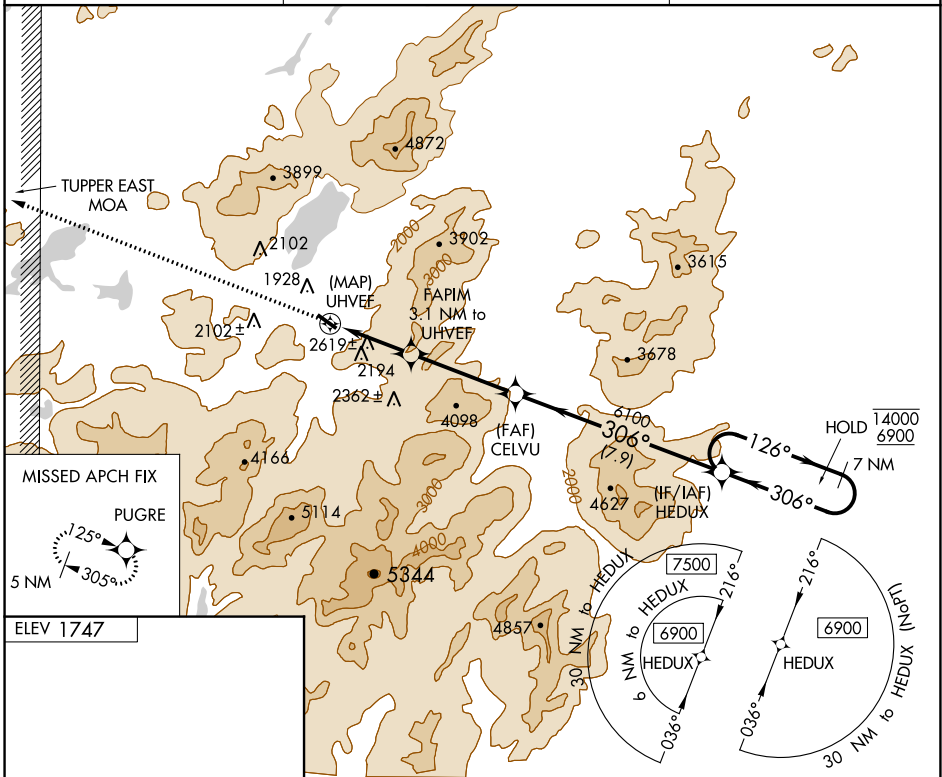 4872
3899
TUPPER EAST
MOA
2000
3902
3000
2102
3615
1928
(MAP)
UHVEF
FAPIM
3.1 NM to
UHVEF
2102±
2619±
2194
3678
2362±
4098
6100
306°
(7.9)
(FAF)
CELVU
HOLD
14000
6900
126°
7 NM
306°
4166
2000
4627
(IF/IAF)
HEDUX
MISSED APCH FIX
PUGRE
125°
305°
5 NM
5114
3000
4000
5344
4857
30 NM to HEDUX
7500
216°
6 NM to HEDUX
6900
HEDUX
036°
216°
6900
HEDUX
036°
30 NM to HEDUX (NoPT)
ELEV 1747